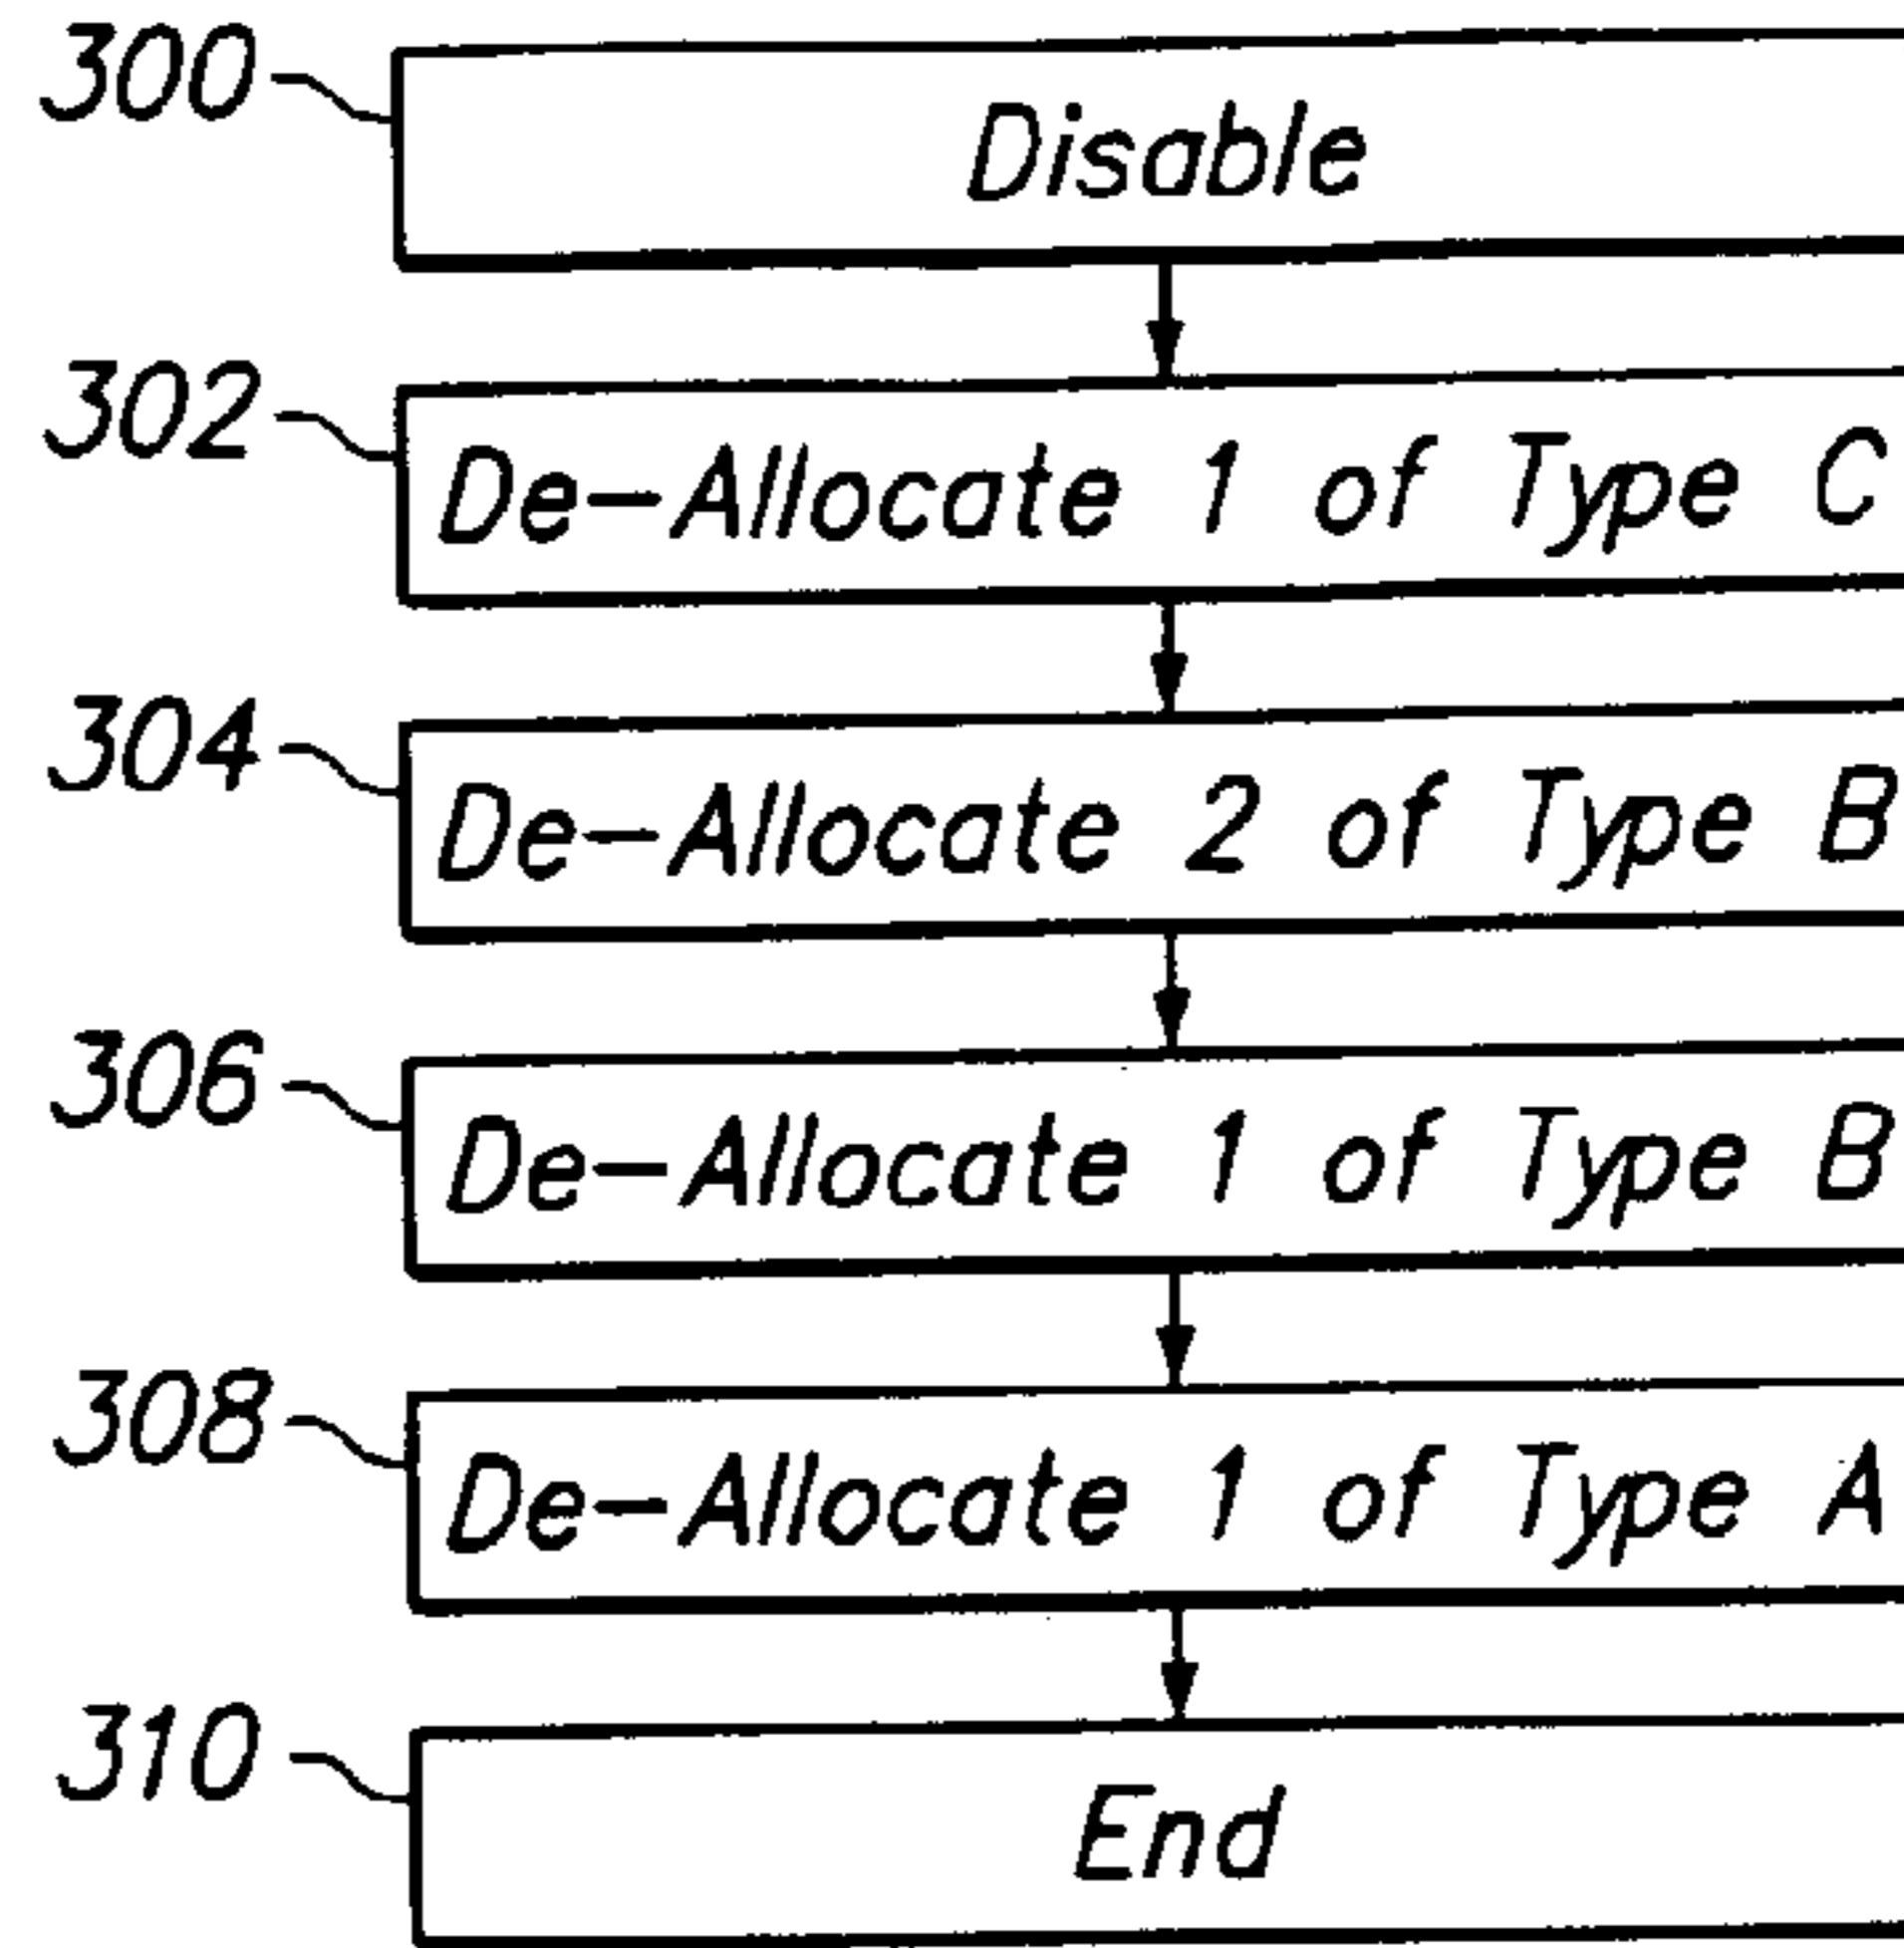 300
Disable
302
De-Allocate 1 of Type C
304
De-Allocate 2 of Type B
306
De-Allocate 1 of Type B
308
De-Allocate 1 of Type A
310
End